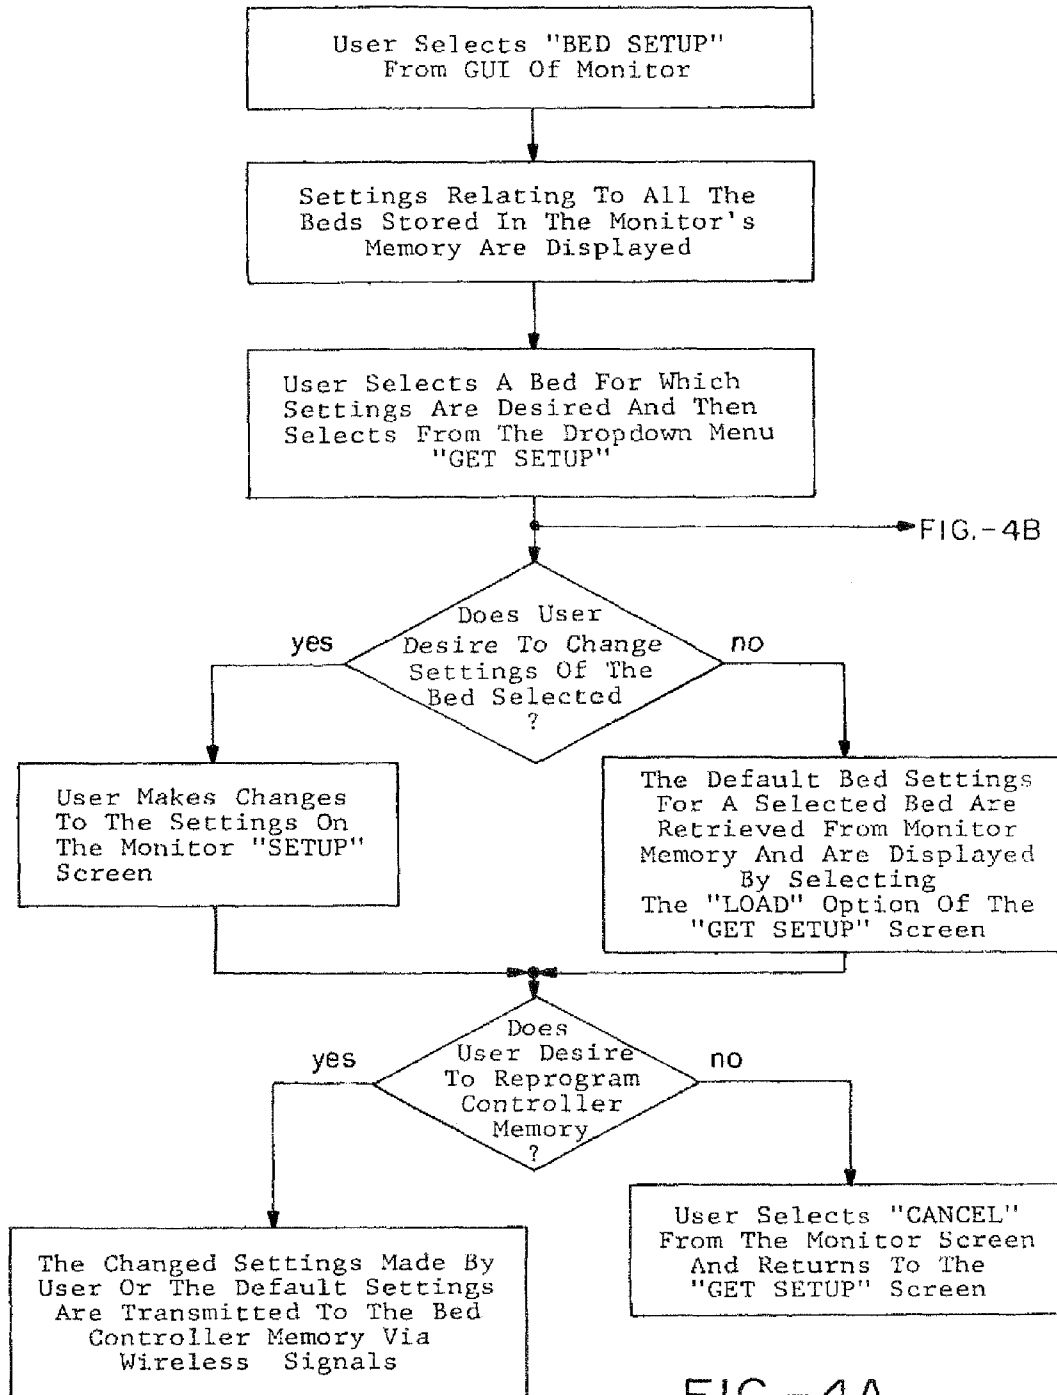 User Selects "BED SETUP"
From GUI Of Monitor
Settings Relating To All The
Beds Stored In The Monitor's
Memory Are Displayed
User Selects A Bed For Which
Settings Are Desired And Then
Selects From The Dropdown Menu
"GET SETUP"
FIG.-4B
Does User
Desire To Change
Settings Of The
Bed Selected
?
yes
no
User Makes Changes
To The Settings On
The Monitor "SETUP"
Screen
The Default Bed Settings
For A Selected Bed Are
Retrieved From Monitor
Memory And Are Displayed
By Selecting
The "LOAD" Option Of The
"GET SETUP" Screen
Does
User Desire
To Reprogram
Controller
Memory
?
yes
no
The Changed Settings Made By
User Or The Default Settings
Are Transmitted To The Bed
Controller Memory Via
Wireless Signals
User Selects "CANCEL"
From The Monitor Screen
And Returns To The
"GET SETUP" Screen
FIG.-4A